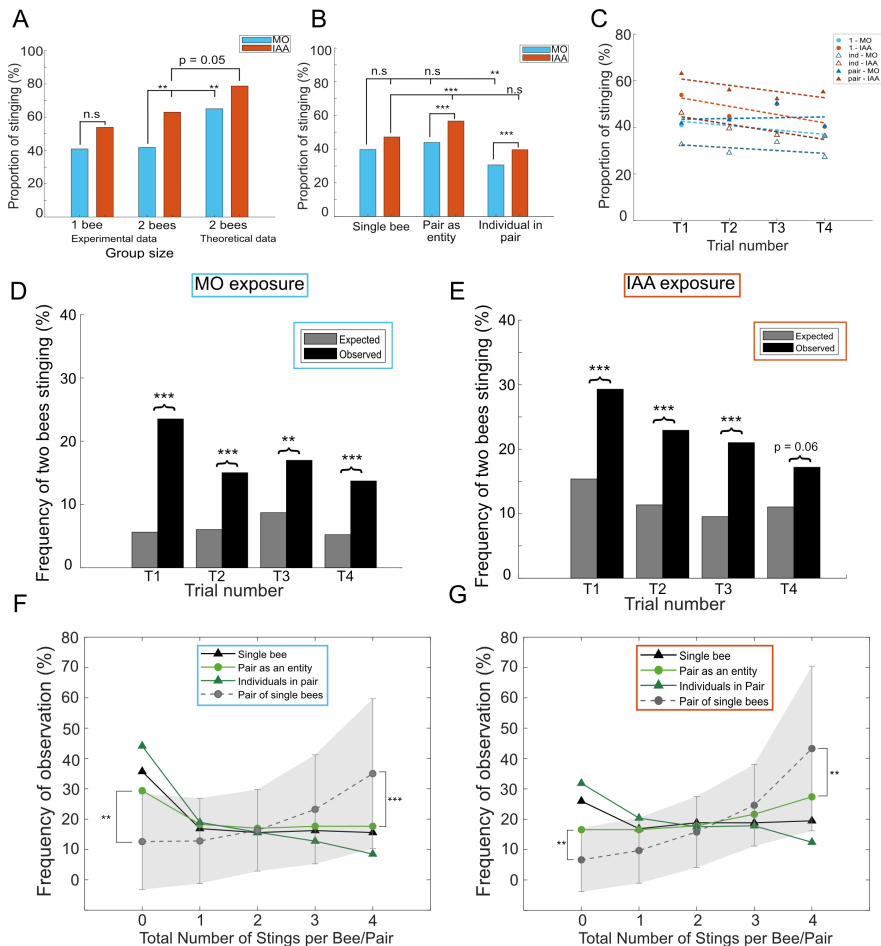 A
MO
IAA
Proportion of stinging (%)
100
80
60
40
20
0
p = 0.05
n.s
**
**
1 bee
2 bees
2 bees
Experimental data
Theoretical data
Group size
B
MO
IAA
Proportion of stinging (%)
100
80
60
40
20
0
n.s
n.s
**
***
n.s
***
***
Single bee
Pair as
entity
Individual in
pair
C
1 - MO
1 - IAA
ind - MO
ind - IAA
pair - MO
pair - IAA
Proportion of stinging (%)
80
60
40
20
0
T1
T2
T3
T4
Trial number
D
MO exposure
Expected
Observed
Frequency of two bees stinging (%)
40
30
20
10
0
***
***
**
***
T1
T2
T3
T4
Trial number
E
IAA exposure
Expected
Observed
Frequency of two bees stinging (%)
40
30
20
10
0
***
***
***
p = 0.06
T1
T2
T3
T4
Trial number
F
Single bee
Pair as an entity
Individuals in pair
Pair of single bees
Frequency of observation (%)
80
70
60
50
40
30
20
10
0
**
***
0
1
2
3
4
Total Number of Stings per Bee/Pair
G
Single bee
Pair as an entity
Individuals in Pair
Pair of single bees
Frequency of observation (%)
80
70
60
50
40
30
20
10
0
**
**
0
1
2
3
4
Total Number of Stings per Bee/Pair